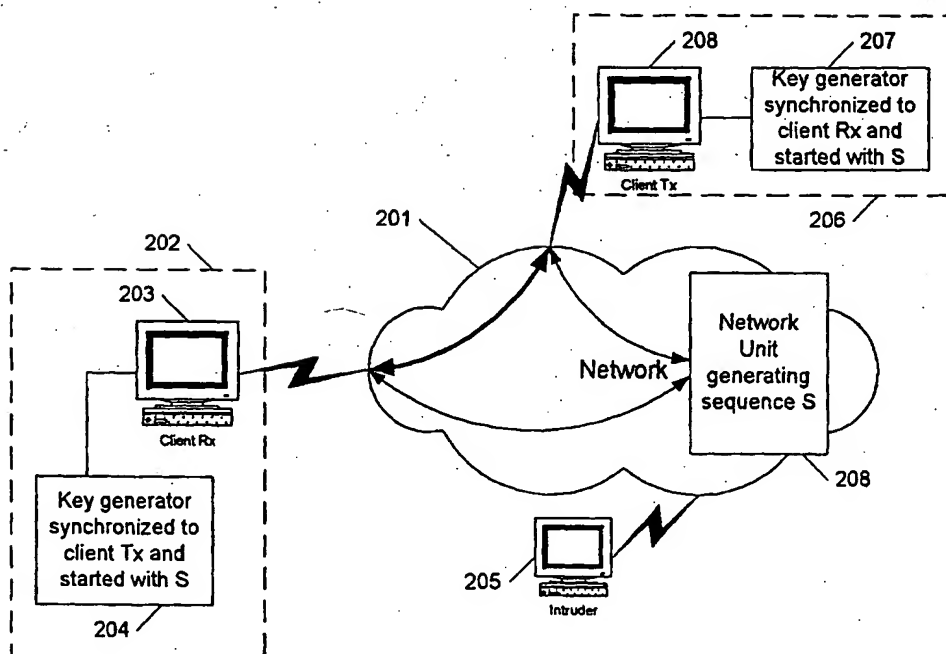 208
207
Key generator
synchronized to
client Rx and
started with S
Client Tx
206
201
202
203
Client Rx
Key generator
synchronized to
client Tx and
started with S
204
Network
Network
Unit
generating
sequence S
208
205
Intruder